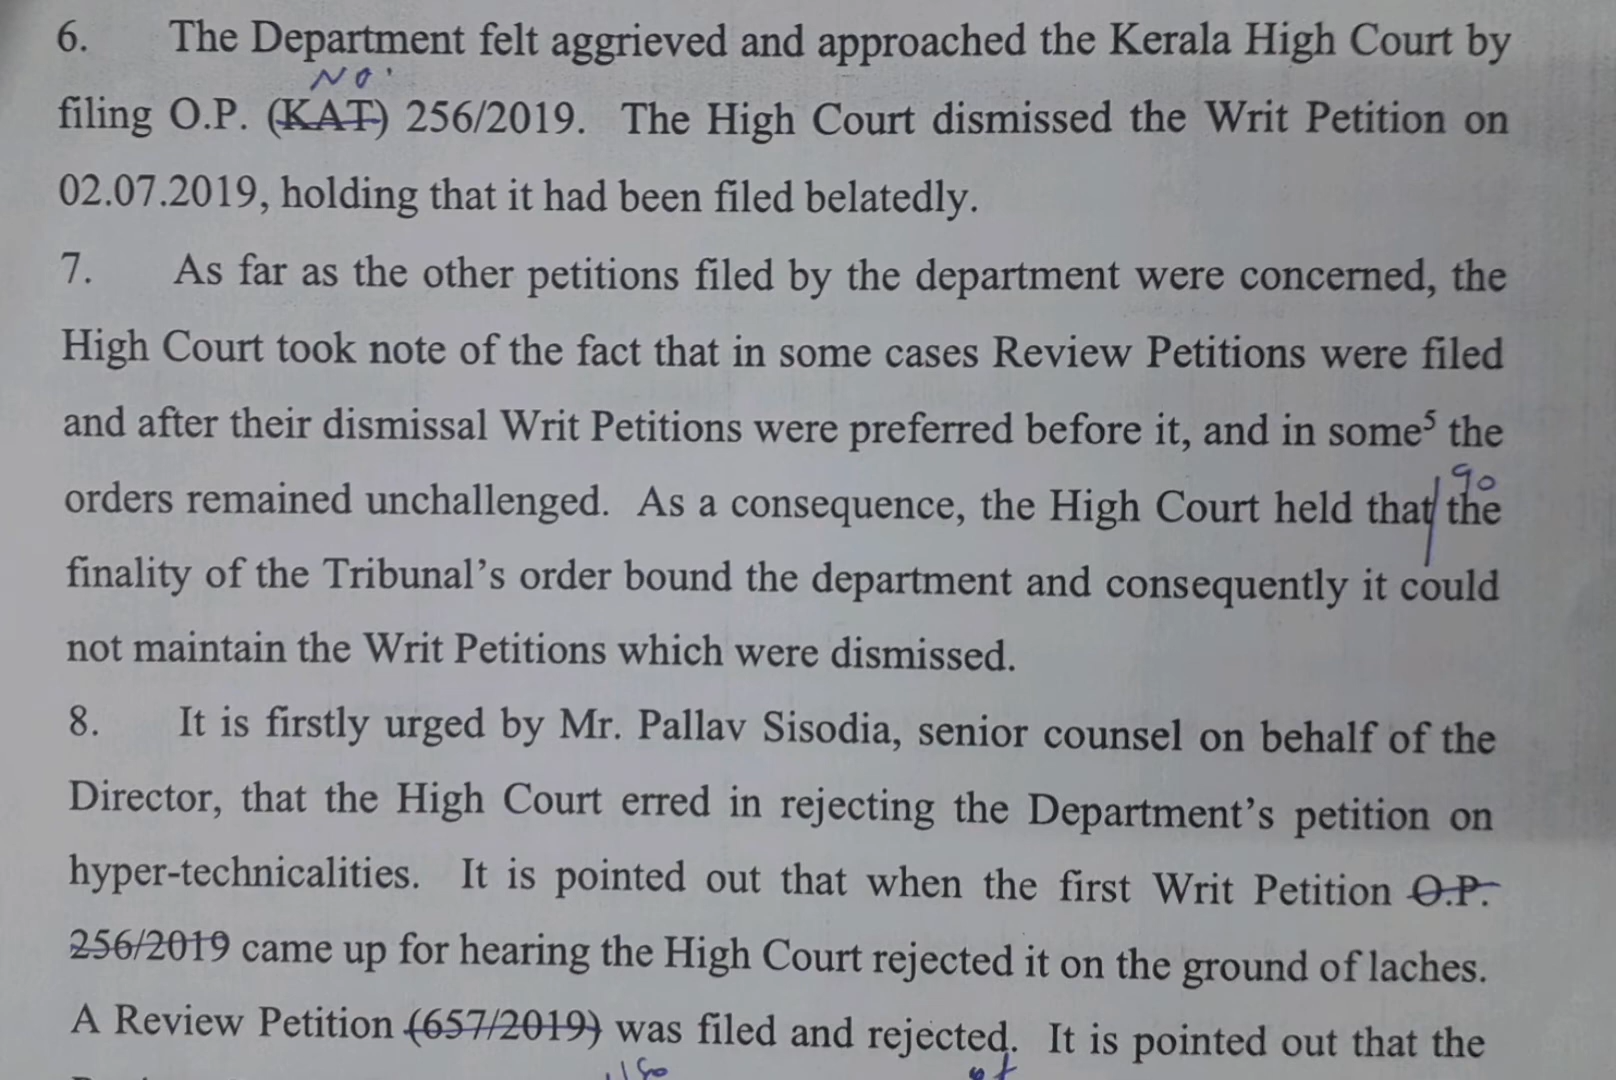 6. The Department felt aggrieved and approached the Kerala High Court by
No.
filing O.P. (KAT) 256/2019. The High Court dismissed the Writ Petition on
02.07.2019, holding that it had been filed belatedly.
7. As far as the other petitions filed by the department were concerned, the
High Court took note of the fact that in some cases Review Petitions were filed
and after their dismissal Writ Petitions were preferred before it, and in some⁵ the
90
orders remained unchallenged. As a consequence, the High Court held that the
finality of the Tribunal’s order bound the department and consequently it could
not maintain the Writ Petitions which were dismissed.
8. It is firstly urged by Mr. Pallav Sisodia, senior counsel on behalf of the
Director, that the High Court erred in rejecting the Department’s petition on
hyper-technicalities. It is pointed out that when the first Writ Petition O.P.
256/2019 came up for hearing the High Court rejected it on the ground of laches.
A Review Petition (657/2019) was filed and rejected. It is pointed out that the